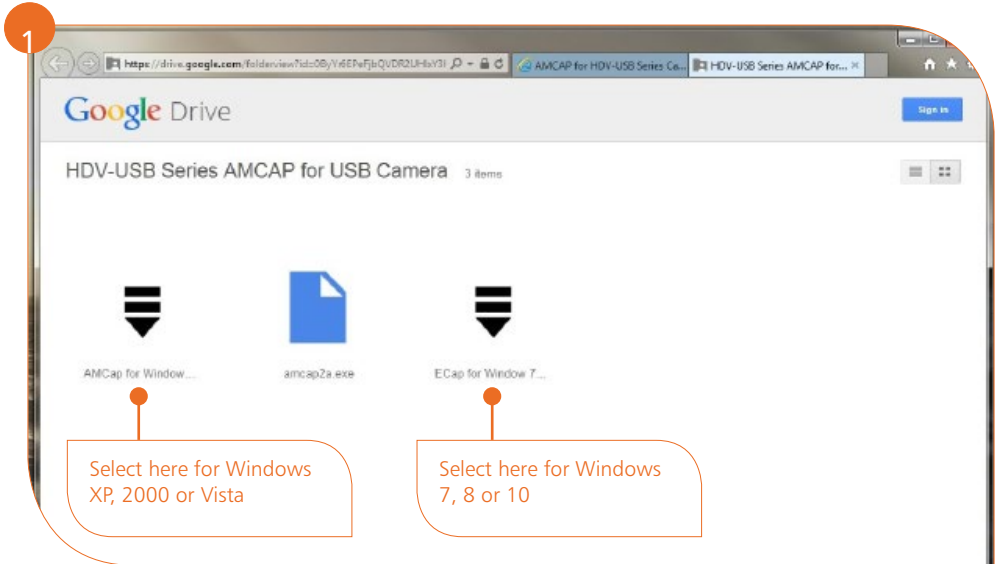 1
https://drive.google.com/folderview?id=0By
AMCAP for HDV-USB Series Ca...
HDV-USB Series AMCAP for...
Google Drive
Sign in
HDV-USB Series AMCAP for USB Camera 3 items
AMCap for Window...
amcap2a.exe
ECap for Window 7...
Select here for Windows
XP, 2000 or Vista
Select here for Windows
7, 8 or 10